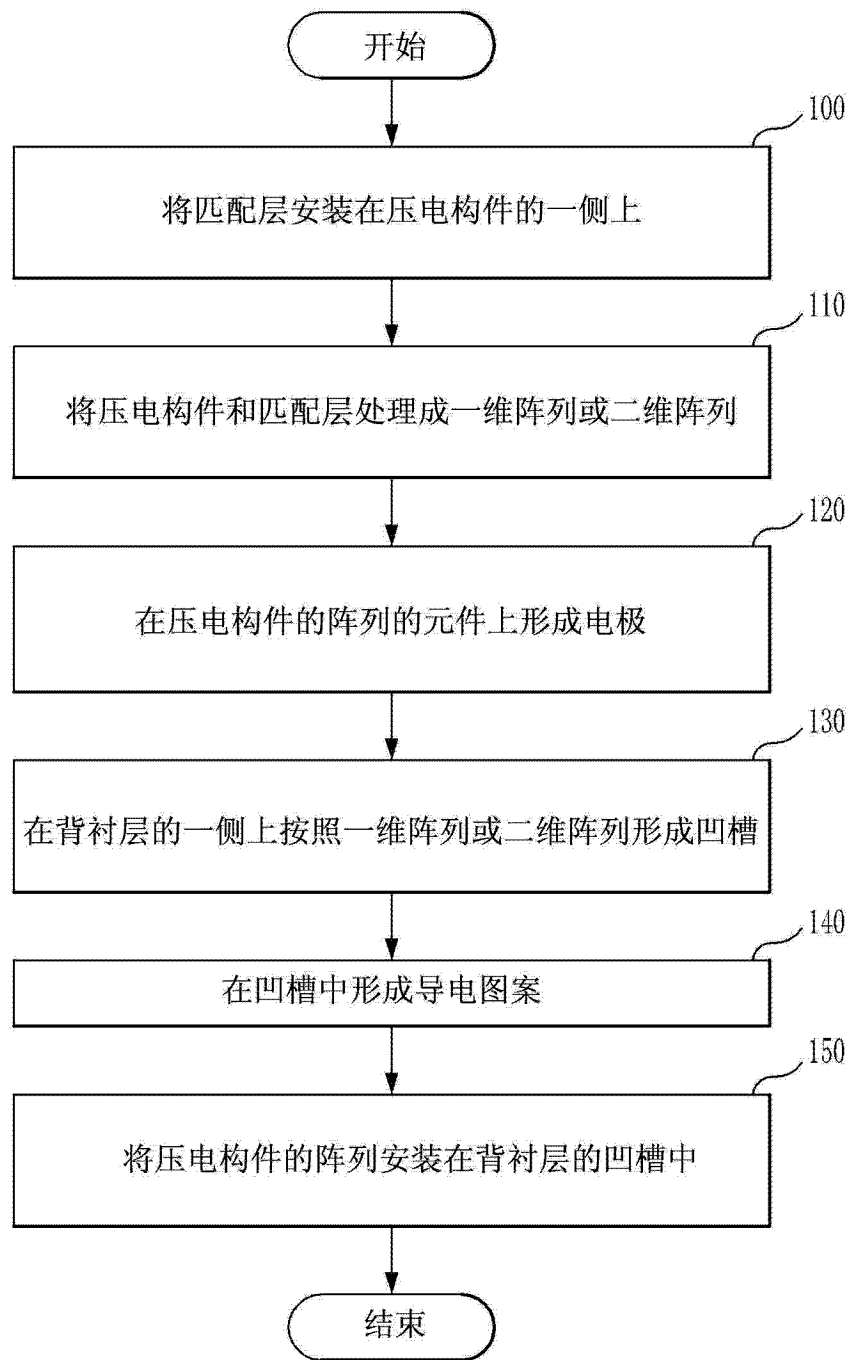 开始
100
将匹配层安装在压电构件的一侧上
110
将压电构件和匹配层处理成一维阵列或二维阵列
120
在压电构件的阵列的元件上形成电极
130
在背衬层的一侧上按照一维阵列或二维阵列形成凹槽
140
在凹槽中形成导电图案
150
将压电构件的阵列安装在背衬层的凹槽中
结束